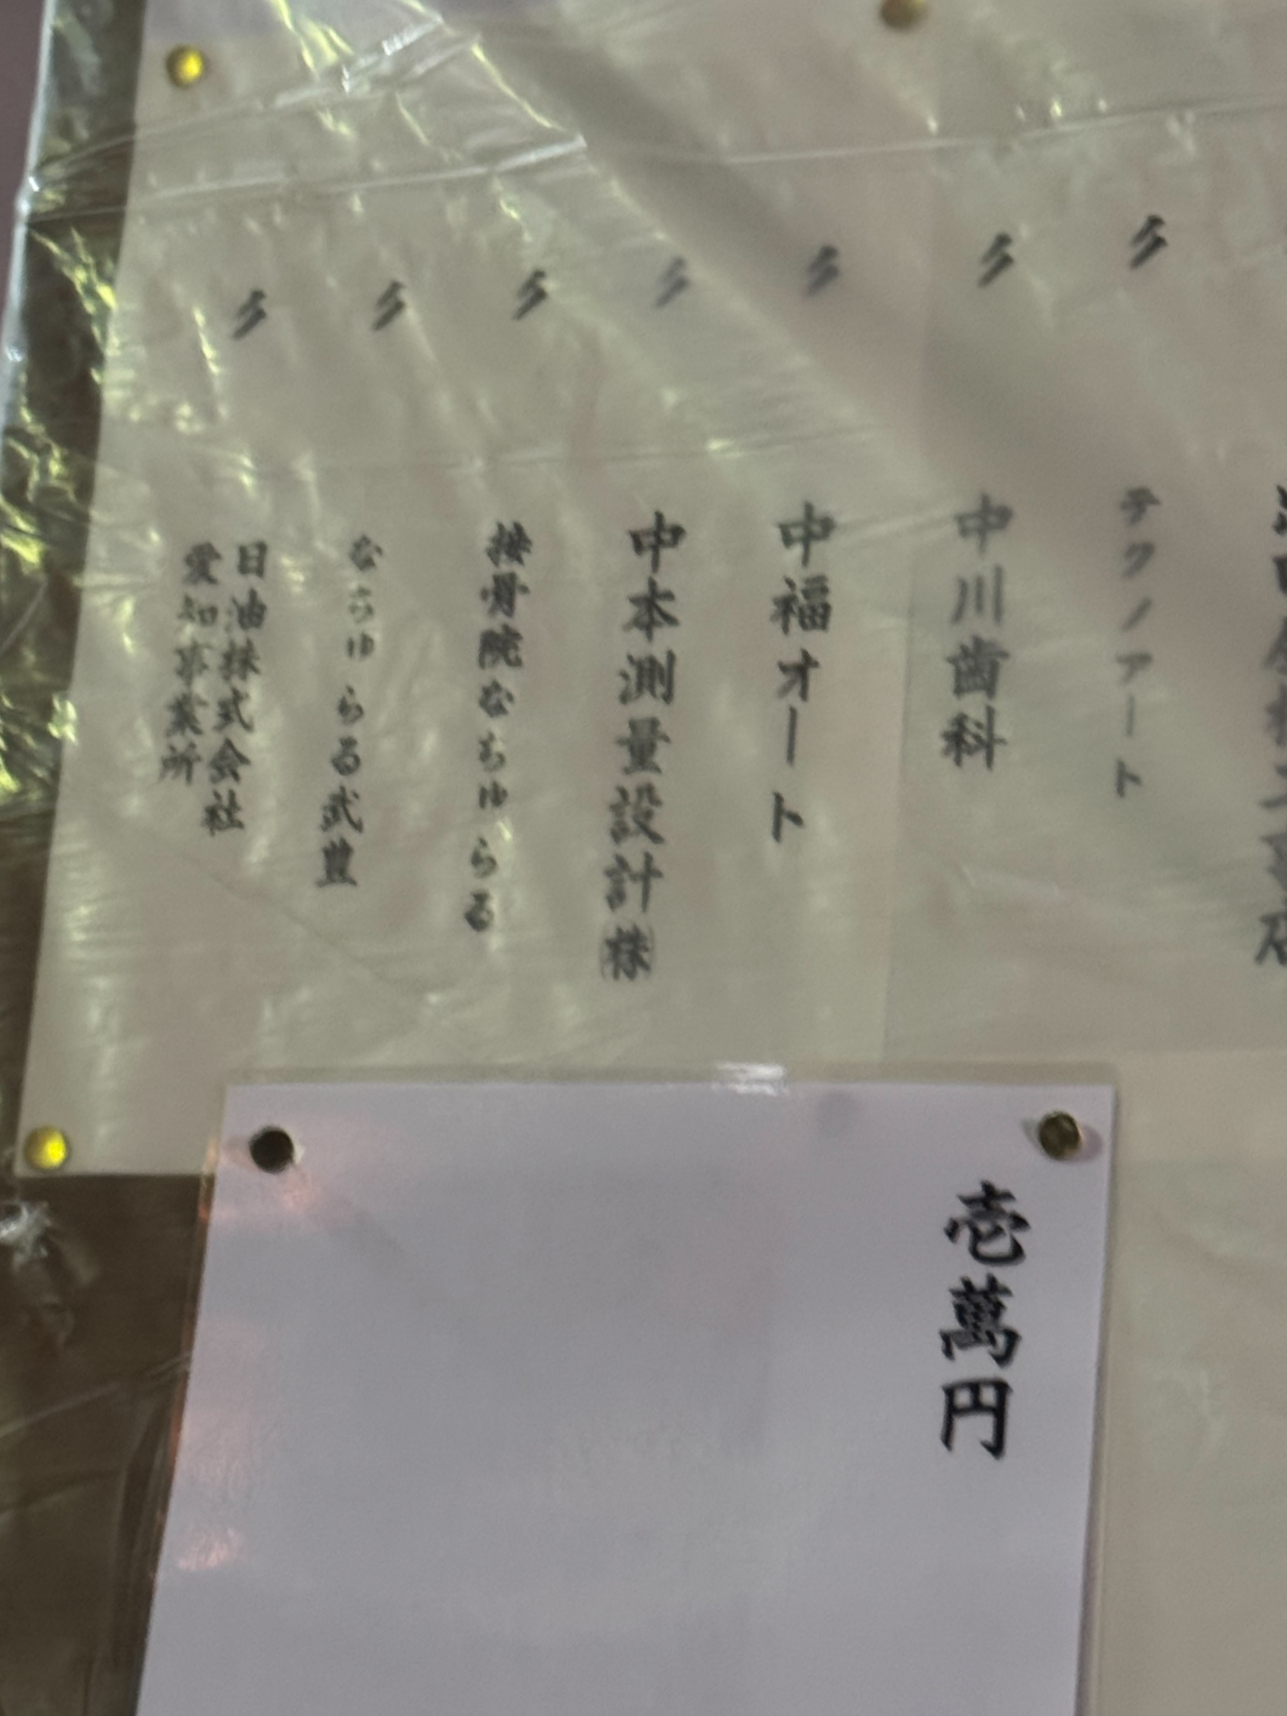 〃 テクノアート
〃 中川歯科
〃 中福オート
〃 中本測量設計㈱
〃 接骨院なちゅらる
〃 なちゅらる武豊
〃 日油株式会社
愛知事業所
壱萬円